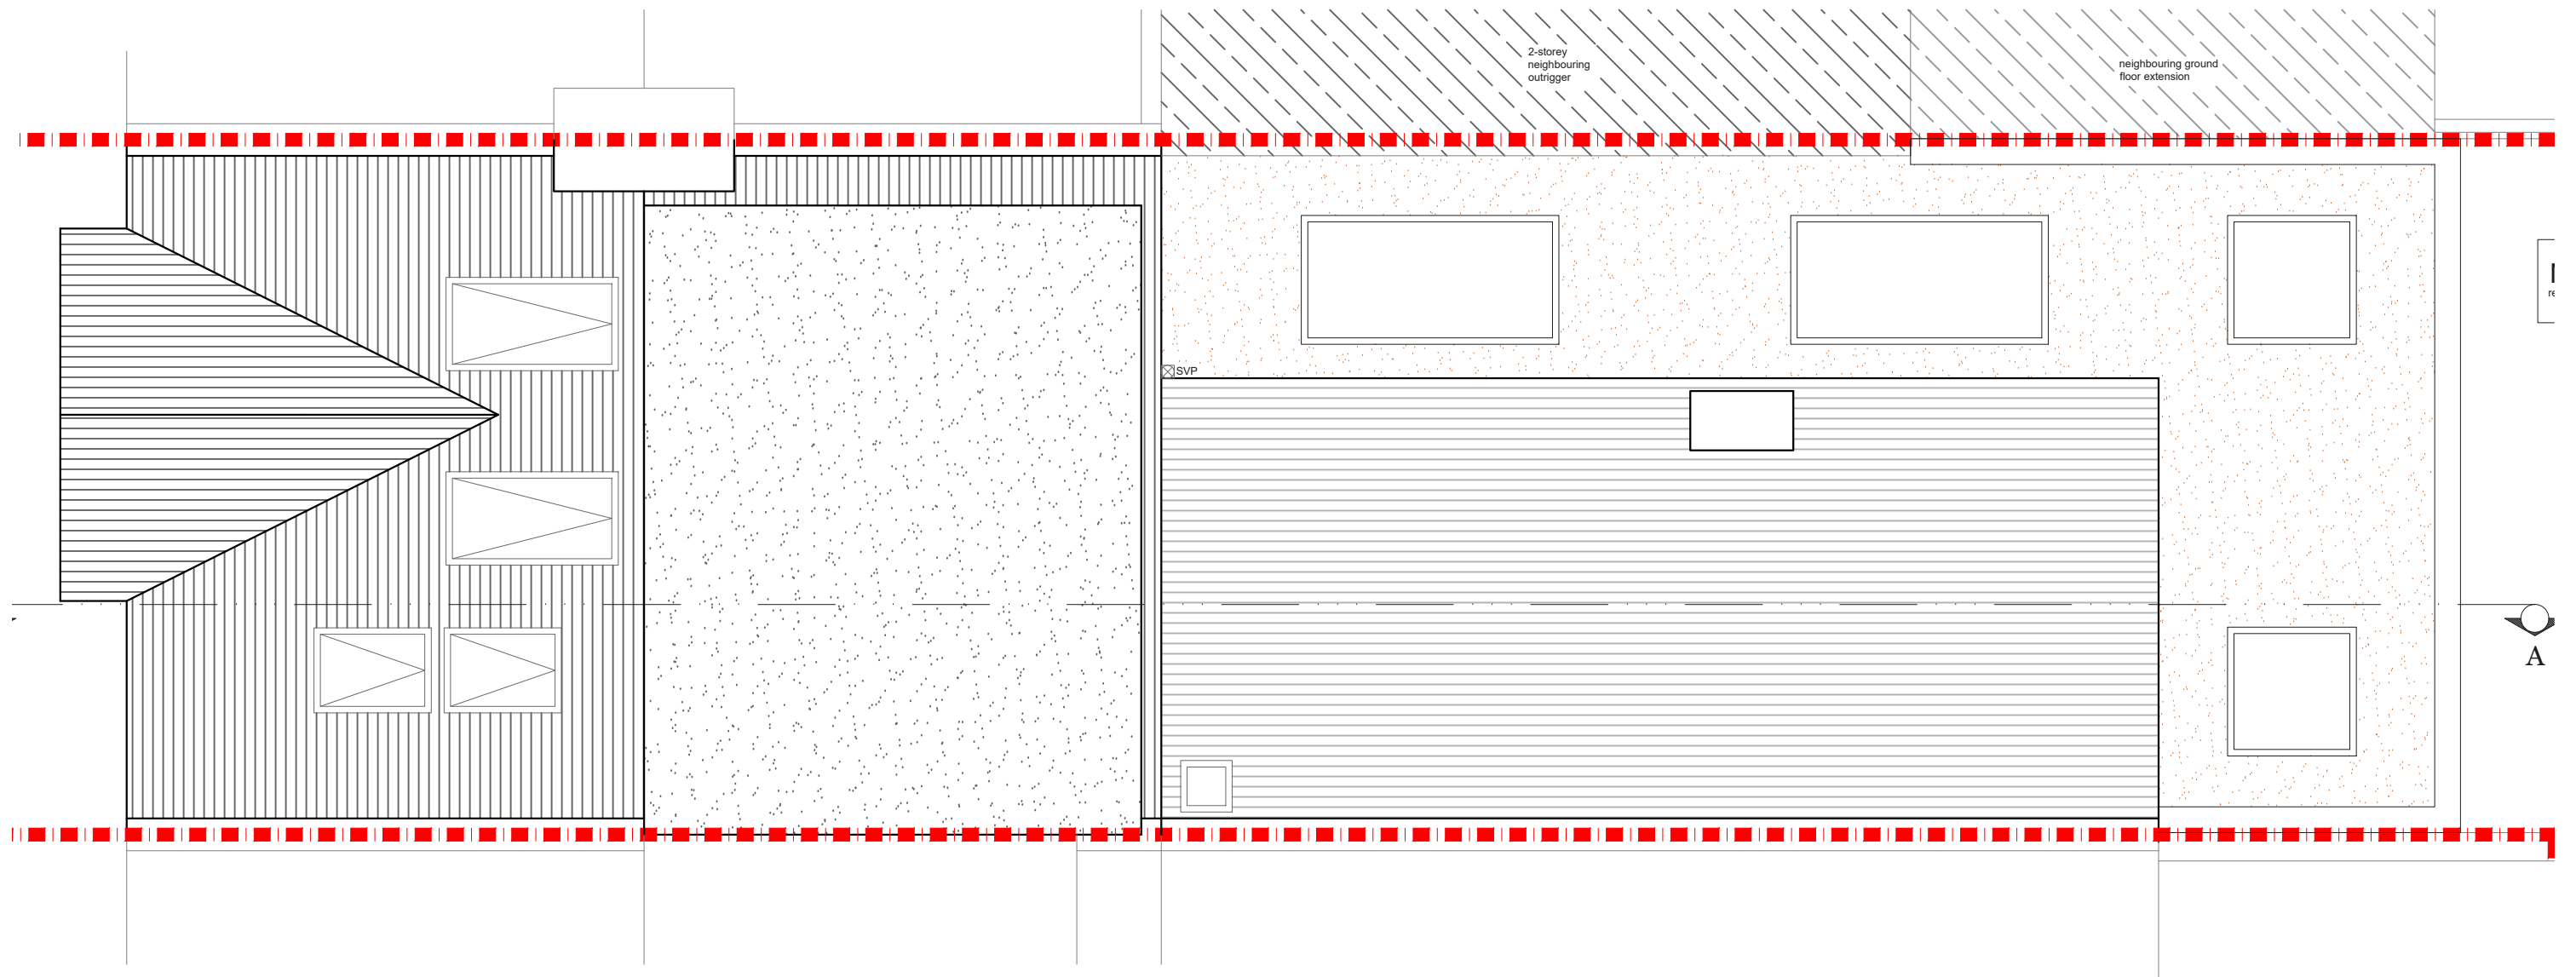 2-storey
neighbouring
outrigger
neighbouring ground
floor extension
SVP
A